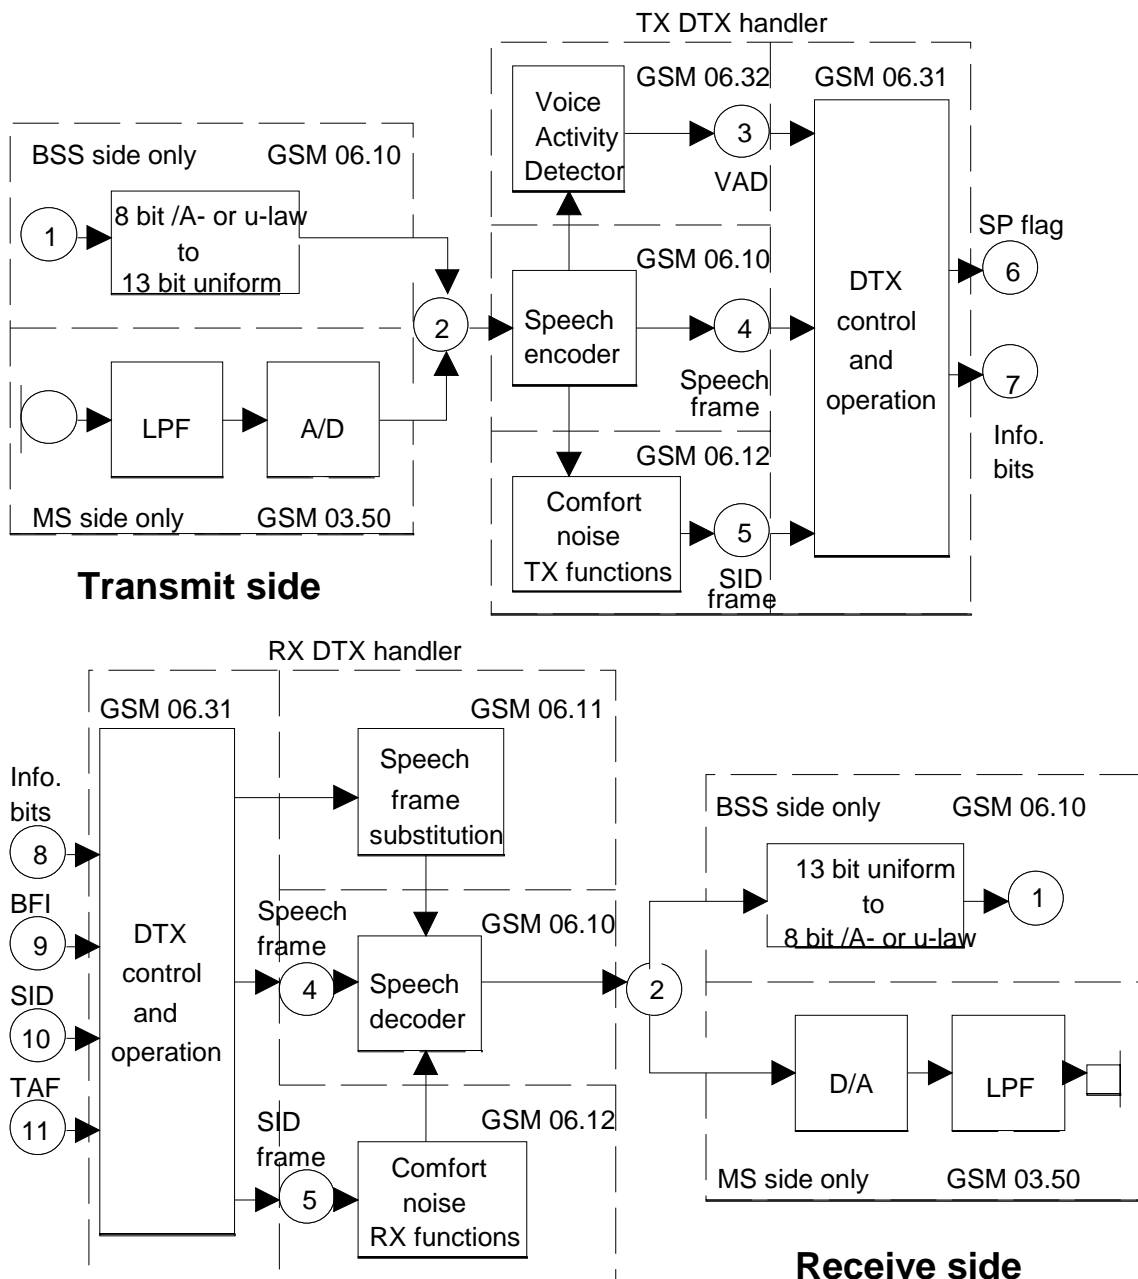 TX DTX handler
GSM 06.32
GSM 06.31
Voice
Activity
Detector
3
VAD
BSS side only
GSM 06.10
1
8 bit /A- or u-law
to
13 bit uniform
2
GSM 06.10
Speech
encoder
4
Speech
frame
DTX
control
and
operation
SP flag
6
7
Info.
bits
LPF
A/D
MS side only
GSM 03.50
GSM 06.12
Comfort
noise
TX functions
5
SID
frame
Transmit side
RX DTX handler
GSM 06.31
GSM 06.11
Speech
frame
substitution
Info.
bits
8
BFI
9
SID
10
TAF
11
DTX
control
and
operation
Speech
frame
4
GSM 06.10
Speech
decoder
2
SID
frame
5
GSM 06.12
Comfort
noise
RX functions
BSS side only
GSM 06.10
13 bit uniform
to
8 bit /A- or u-law
1
D/A
LPF
MS side only
GSM 03.50
Receive side